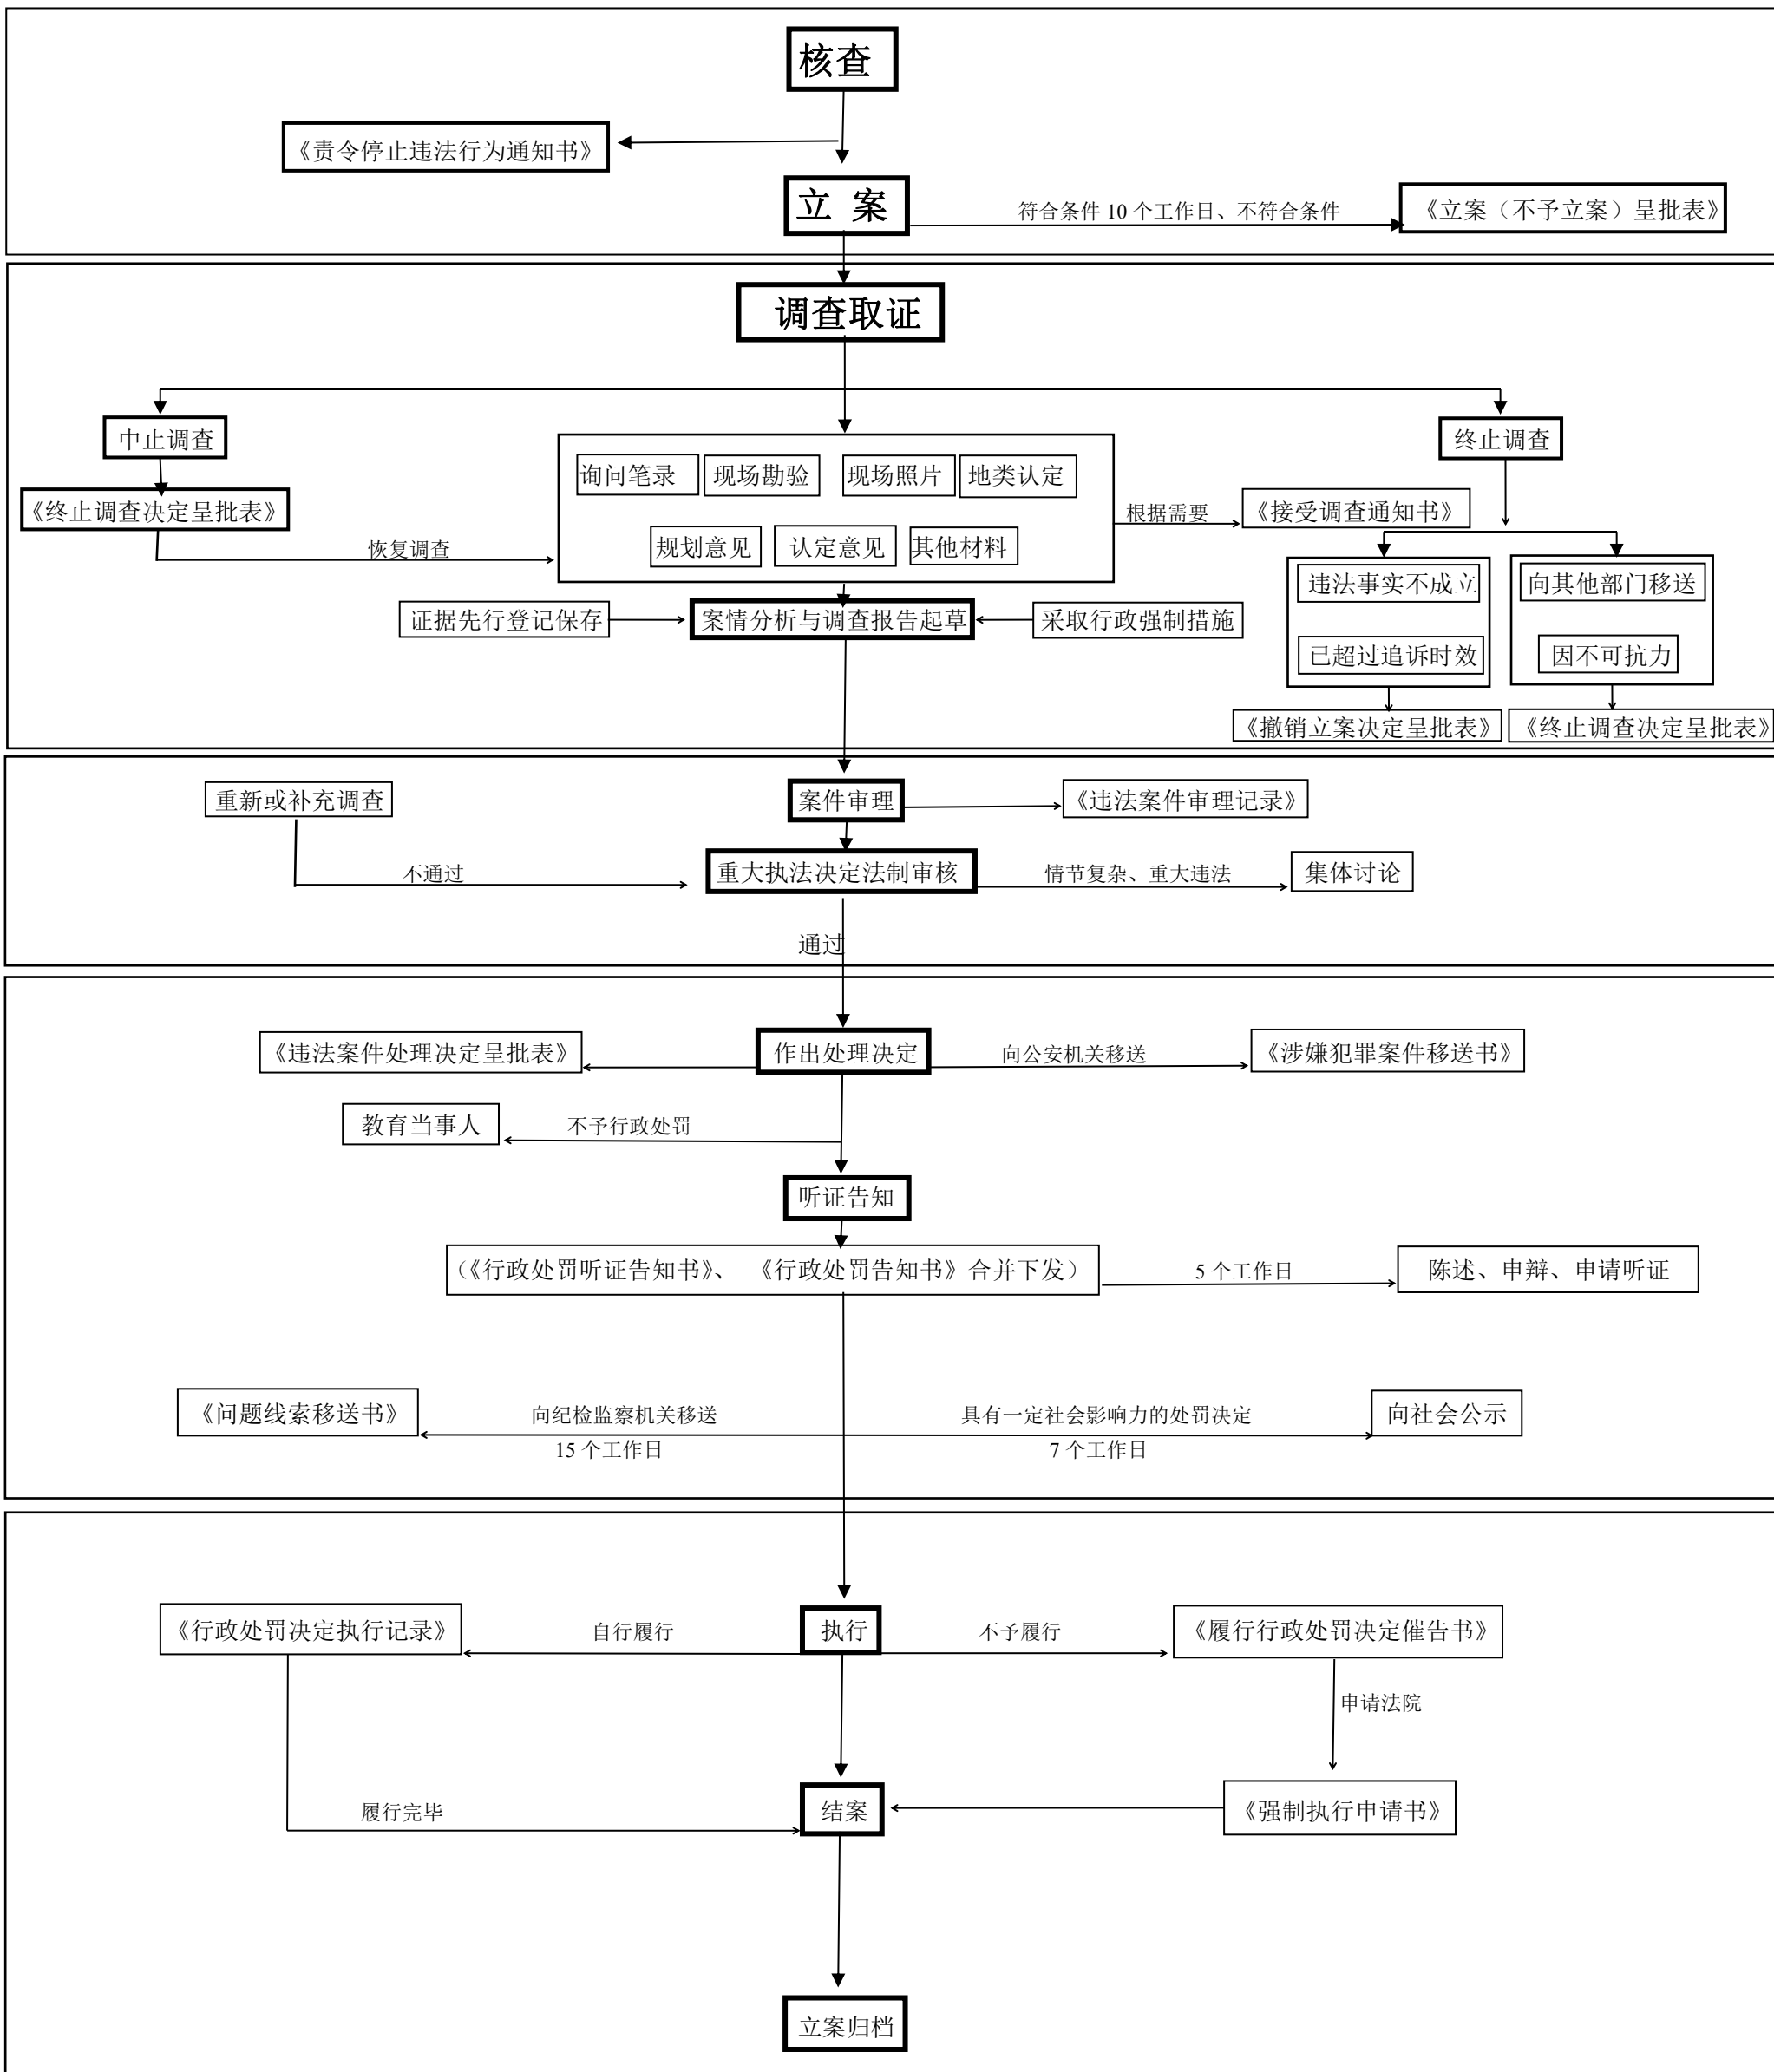 核查
《责令停止违法行为通知书》
立 案
符合条件 10 个工作日、不符合条件
《立案（不予立案）呈批表》
调查取证
中止调查
终止调查
询问笔录
现场勘验
现场照片
地类认定
《终止调查决定呈批表》
根据需要
《接受调查通知书》
恢复调查
规划意见
认定意见
其他材料
违法事实不成立
向其他部门移送
证据先行登记保存
案情分析与调查报告起草
采取行政强制措施
已超过追诉时效
因不可抗力
《撤销立案决定呈批表》
《终止调查决定呈批表》
重新或补充调查
案件审理
《违法案件审理记录》
不通过
重大执法决定法制审核
情节复杂、重大违法
集体讨论
通过
《违法案件处理决定呈批表》
作出处理决定
向公安机关移送
《涉嫌犯罪案件移送书》
教育当事人
不予行政处罚
听证告知
（《行政处罚听证告知书》、 《行政处罚告知书》合并下发）
5 个工作日
陈述、申辩、申请听证
《问题线索移送书》
向纪检监察机关移送
具有一定社会影响力的处罚决定
向社会公示
15 个工作日
7 个工作日
《行政处罚决定执行记录》
自行履行
执行
不予履行
《履行行政处罚决定催告书》
申请法院
履行完毕
结案
《强制执行申请书》
立案归档